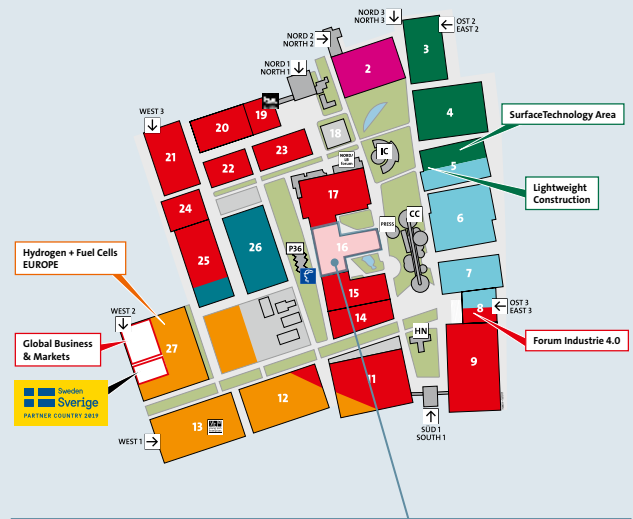 NORD 3
NORTH 3
OST 2
EAST 2
NORD 2
NORTH 2
3
2
NORD 1
NORTH 1
WEST 3
4
SurfaceTechnology Area
19
20
18
23
21
22
IC
5
NORD/
LB
forum
Lightweight
Construction
17
24
CC
6
PRESS
26
16
P36
25
Hydrogen + Fuel Cells
EUROPE
7
15
OST 3
EAST 3
8
WEST 2
14
HN
Forum Industrie 4.0
Global Business
& Markets
27
9
11
Sweden
Sverige
PARTNER COUNTRY 2019
12
13
WEST 1
SÜD 1
SOUTH 1